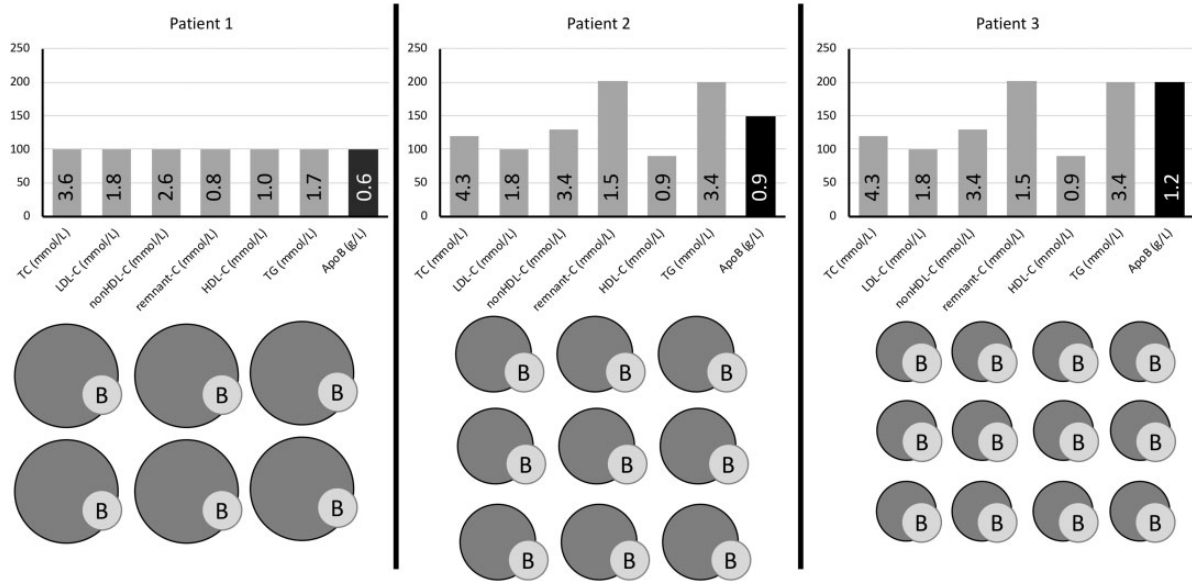 Patient 1
250
200
150
100
50
0
3.6
1.8
2.6
0.8
1.0
1.7
0.6
TC (mmol/L)
LDL-C (mmol/L)
nonHDL-C (mmol/L)
remnant-C (mmol/L)
HDL-C (mmol/L)
TG (mmol/L)
ApoB (g/L)
B B B
B B B
Patient 2
250
200
150
100
50
0
4.3
1.8
3.4
1.5
0.9
3.4
0.9
TC (mmol/L)
LDL-C (mmol/L)
nonHDL-C (mmol/L)
remnant-C (mmol/L)
HDL-C (mmol/L)
TG (mmol/L)
ApoB (g/L)
B B B
B B B
B B B
Patient 3
250
200
150
100
50
0
4.3
1.8
3.4
1.5
0.9
3.4
1.2
TC (mmol/L)
LDL-C (mmol/L)
nonHDL-C (mmol/L)
remnant-C (mmol/L)
HDL-C (mmol/L)
TG (mmol/L)
ApoB (g/L)
B B B B
B B B B
B B B B